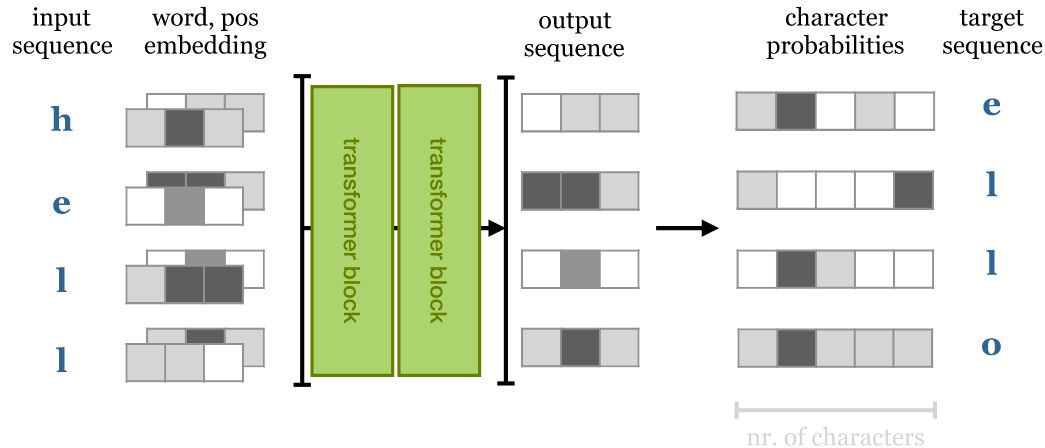 input
sequence
word, pos
embedding
output
sequence
character
probabilities
target
sequence
h
e
l
l
transformer block
transformer block
e
l
l
o
nr. of characters